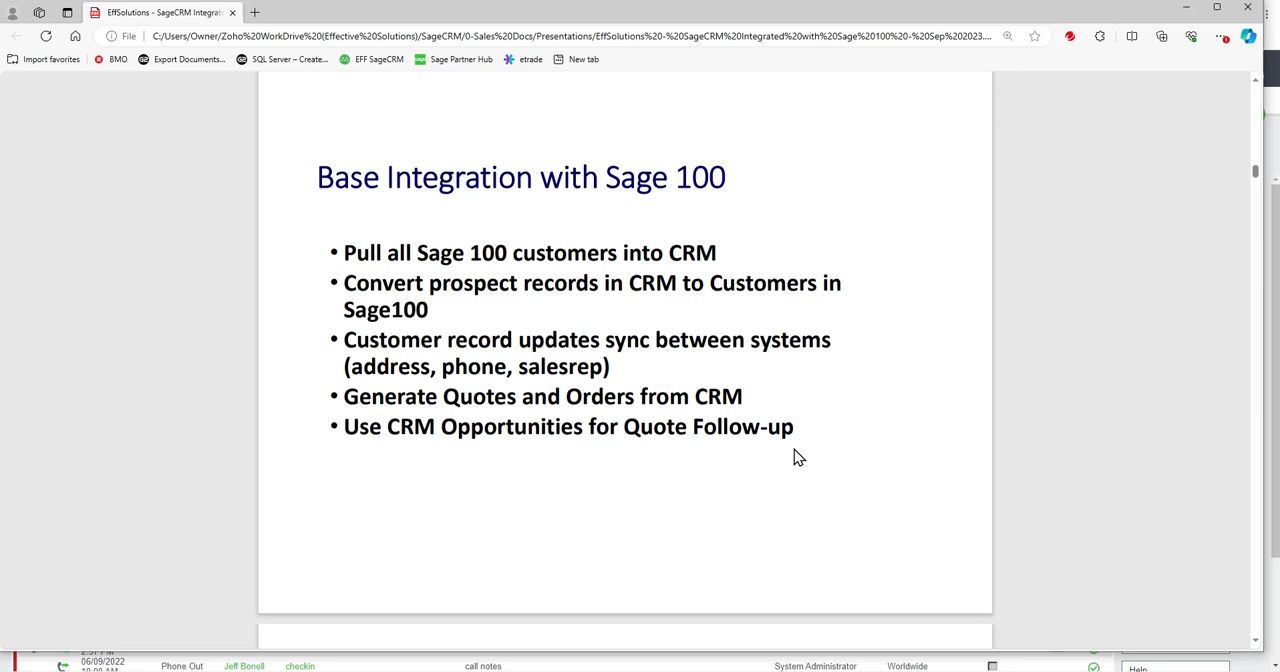 EffSolutions - SageCRM Integrat
File
C:/Users/Owner/Zoho%20WorkDrive%20(Effective%20Solutions)/SageCRM/0-Sales%20Docs/Presentations/EffSolutions%20-%20SageCRM%20Integrated%20with%20Sage%20100%20-%20Sep%202023....
Import favorites
BMO
Export Documents...
SQL Server – Create...
EFF SageCRM
Sage Partner Hub
etrade
New tab
Base Integration with Sage 100
• Pull all Sage 100 customers into CRM
• Convert prospect records in CRM to Customers in
Sage100
• Customer record updates sync between systems
(address, phone, salesrep)
• Generate Quotes and Orders from CRM
• Use CRM Opportunities for Quote Follow-up
06/09/2022
Phone Out
Jeff Bonell
checkin
call notes
System Administrator
Worldwide
Help